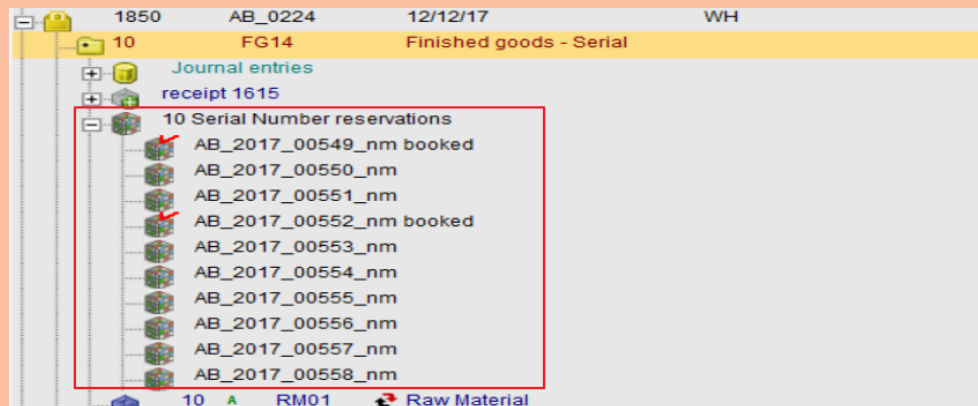 1850 AB_0224 12/12/17 WH
10 FG14 Finished goods - Serial
Journal entries
receipt 1615
10 Serial Number reservations
AB_2017_00549_nm booked
AB_2017_00550_nm
AB_2017_00551_nm
AB_2017_00552_nm booked
AB_2017_00553_nm
AB_2017_00554_nm
AB_2017_00555_nm
AB_2017_00556_nm
AB_2017_00557_nm
AB_2017_00558_nm
10 A RM01 Raw Material